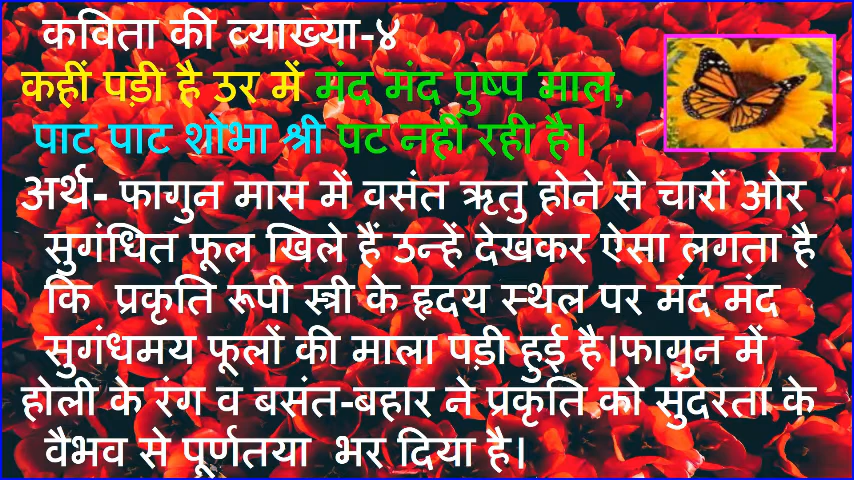 कविता की व्याख्या-४
कहीं पड़ी है उर में मंद मंद पुष्प माल,
पाट पाट शोभा श्री पट नहीं रही है।
अर्थ- फागुन मास में वसंत ऋतु होने से चारों ओर
सुगंधित फूल खिले हैं उन्हें देखकर ऐसा लगता है
कि प्रकृति रूपी स्त्री के हृदय स्थल पर मंद मंद
सुगंधमय फूलों की माला पड़ी हुई है।फागुन में
होली के रंग व बसंत-बहार ने प्रकृति को सुंदरता के
वैभव से पूर्णतया भर दिया है।